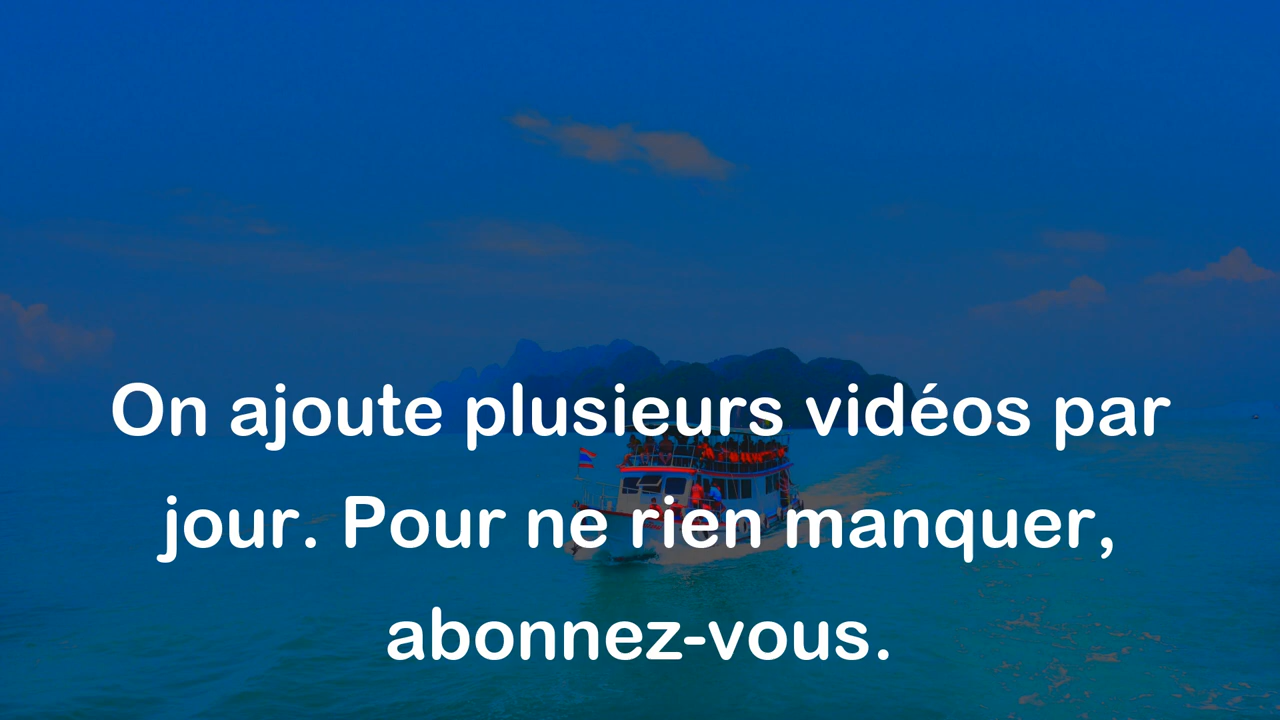 On ajoute plusieurs vidéos par
jour. Pour ne rien manquer,
abonnez-vous.